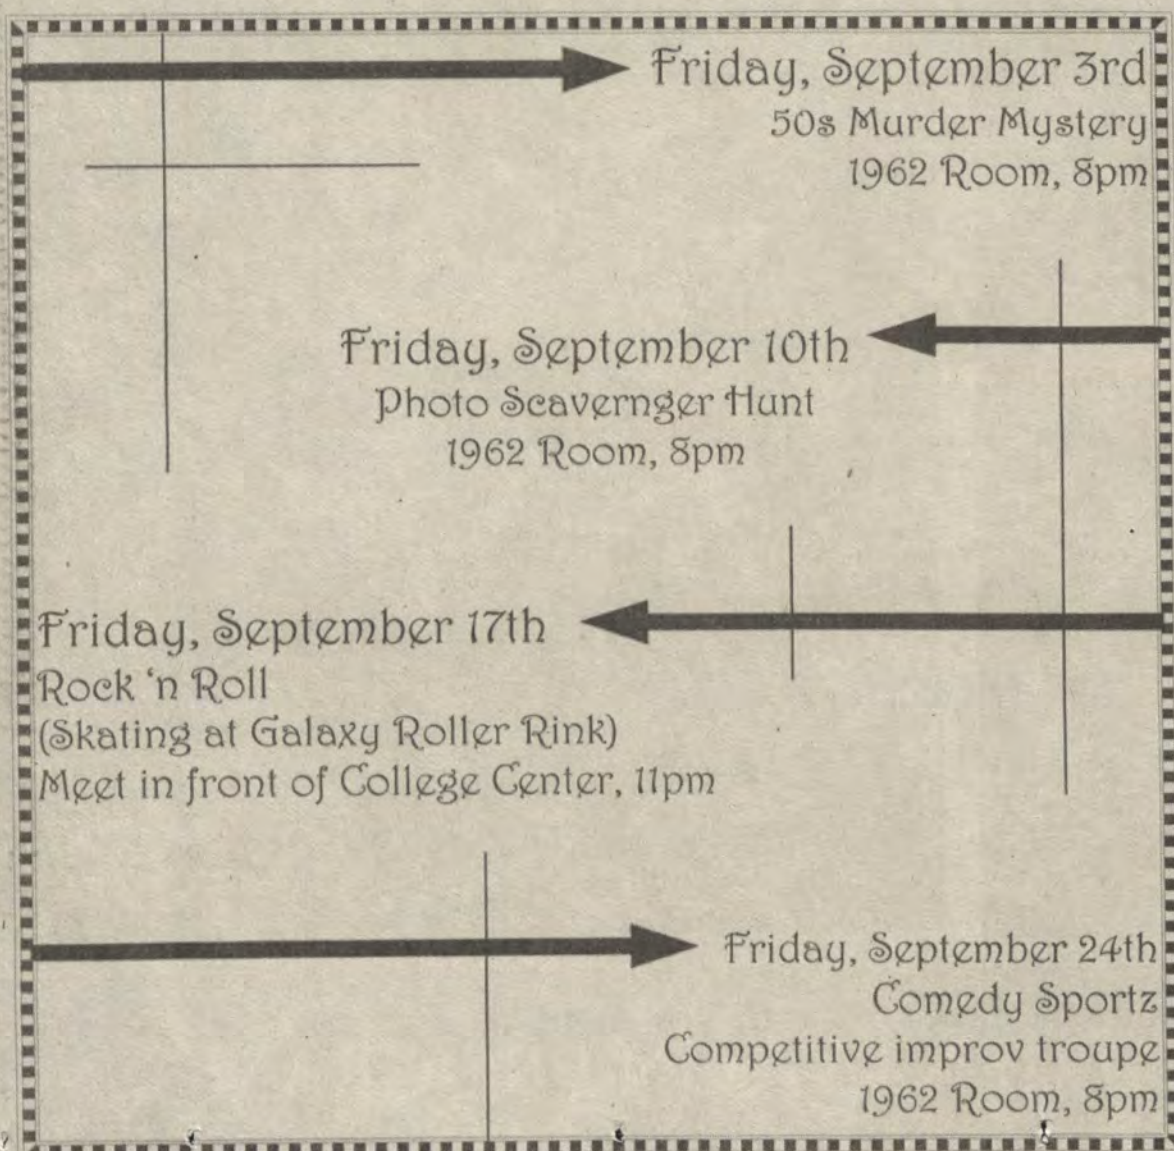 Friday, September 3rd
50s Murder Mystery
1962 Room, 8pm
Friday, September 10th
Photo Scavernger Hunt
1962 Room, 8pm
Friday, September 17th
Rock 'n Roll
(Skating at Galaxy Roller Rink)
Meet in front of College Center, 11pm
Friday, September 24th
Comedy Sportz
Competitive improv troupe
1962 Room, 8pm